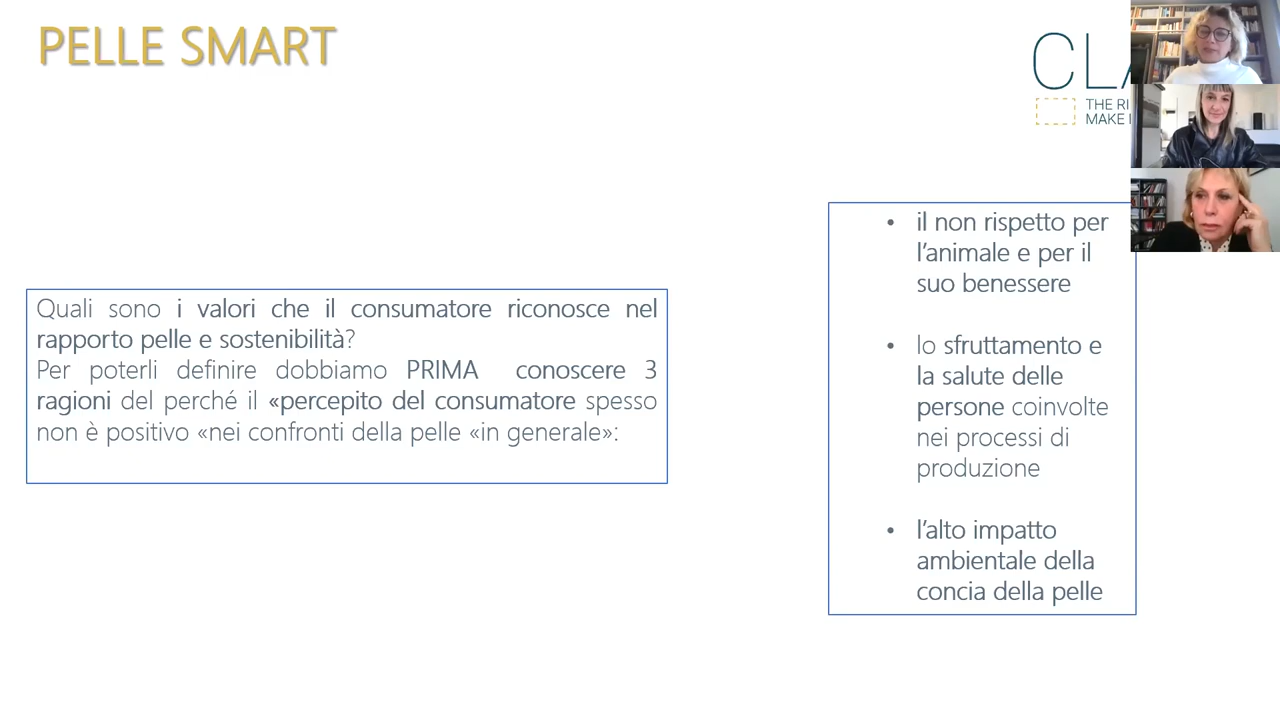 PELLE SMART
CL
THE RI
MAKE I
Quali sono i valori che il consumatore riconosce nel
rapporto pelle e sostenibilità?
Per poterli definire dobbiamo PRIMA conoscere 3
ragioni del perché il «percepito del consumatore spesso
non è positivo «nei confronti della pelle «in generale»:
• il non rispetto per
l'animale e per il
suo benessere
• lo sfruttamento e
la salute delle
persone coinvolte
nei processi di
produzione
• l'alto impatto
ambientale della
concia della pelle